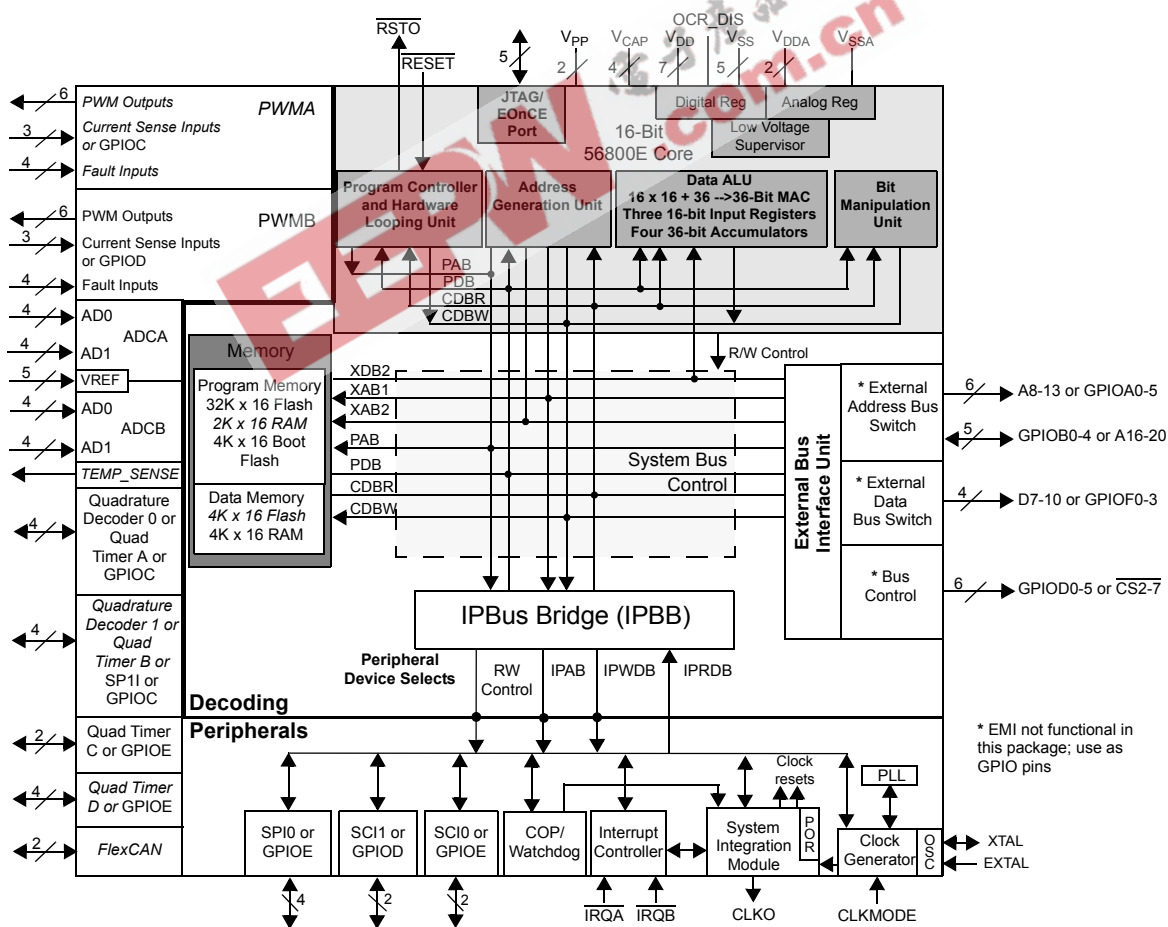 RSTO
RESET
OCR_DIS
5
VPP
VCAP
VDD
VSS
VDDA
VSSA
2
4
7
5
2
6
PWM Outputs
PWMA
3
Current Sense Inputs
or GPIOC
4
Fault Inputs
6
PWM Outputs
PWMB
3
Current Sense Inputs
or GPIOD
4
Fault Inputs
JTAG/
EOnCE
Port
Digital Reg
Analog Reg
16-Bit
56800E Core
Low Voltage
Supervisor
Program Controller
and Hardware
Looping Unit
Address
Generation Unit
Data ALU
16 x 16 + 36 -->36-Bit MAC
Three 16-bit Input Registers
Four 36-bit Accumulators
Bit
Manipulation
Unit
PAB
PDB
CDBR
CDBW
4
AD0
ADCA
4
AD1
5
VREF
4
AD0
ADCB
4
AD1
TEMP_SENSE
4
Quadrature
Decoder 0 or
Quad
Timer A or
GPIOC
4
Quadrature
Decoder 1 or
Quad
Timer B or
SP1I or
GPIOC
2
Quad Timer
C or GPIOE
4
Quad Timer
D or GPIOE
2
FlexCAN
Memory
Program Memory
32K x 16 Flash
2K x 16 RAM
4K x 16 Boot
Flash
Data Memory
4K x 16 Flash
4K x 16 RAM
XDB2
XAB1
XAB2
PAB
PDB
CDBR
CDBW
R/W Control
System Bus
Control
External Bus
Interface Unit
* External
Address Bus
Switch
* External
Data
Bus Switch
* Bus
Control
6
A8-13 or GPIOA0-5
5
GPIOB0-4 or A16-20
4
D7-10 or GPIOF0-3
6
GPIOD0-5 or CS2-7
IPBus Bridge (IPBB)
Peripheral
Device Selects
RW
Control
IPAB
IPWDB
IPRDB
Decoding
Peripherals
* EMI not functional in
this package; use as
GPIO pins
Clock
resets
PLL
SPI0 or
GPIOE
SCI1 or
GPIOD
SCI0 or
GPIOE
COP/
Watchdog
Interrupt
Controller
System
Integration
Module
POR
Clock
Generator
OSC
XTAL
EXTAL
4
2
2
IRQA
IRQB
CLKO
CLKMODE
EEPW
.com.cn